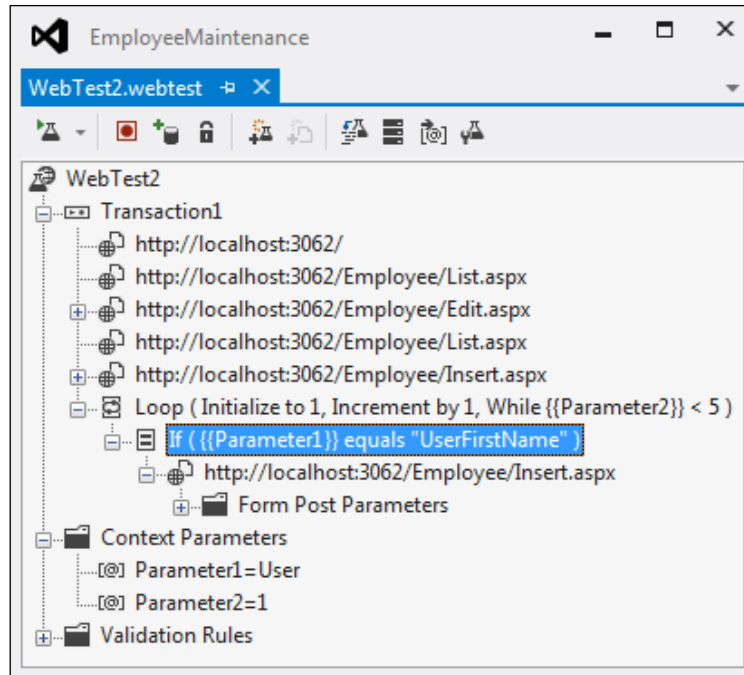 EmployeeMaintenance
WebTest2.webtest
WebTest2
Transaction1
http://localhost:3062/
http://localhost:3062/Employee/List.aspx
http://localhost:3062/Employee/Edit.aspx
http://localhost:3062/Employee/List.aspx
http://localhost:3062/Employee/Insert.aspx
Loop ( Initialize to 1, Increment by 1, While {{Parameter2}} < 5 )
If ( {{Parameter1}} equals "UserFirstName" )
http://localhost:3062/Employee/Insert.aspx
Form Post Parameters
Context Parameters
[@] Parameter1=User
[@] Parameter2=1
Validation Rules